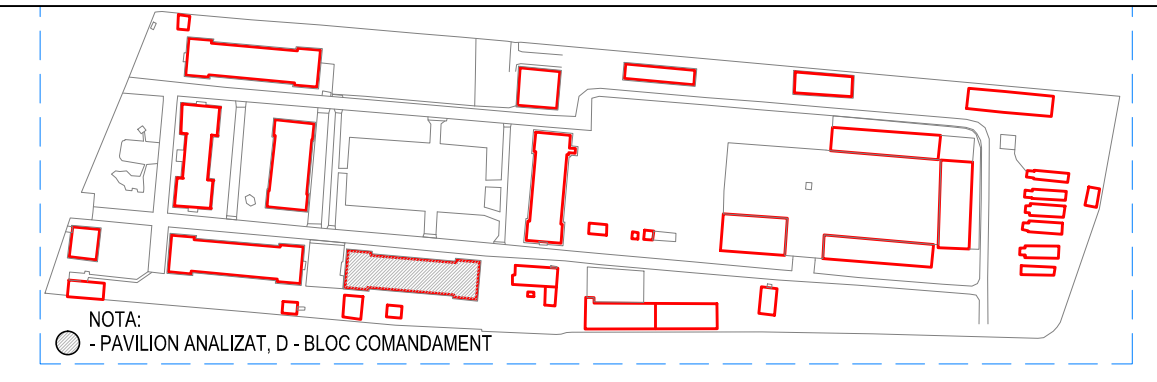 NOTA:
- PAVILION ANALIZAT, D - BLOC COMANDAMENT